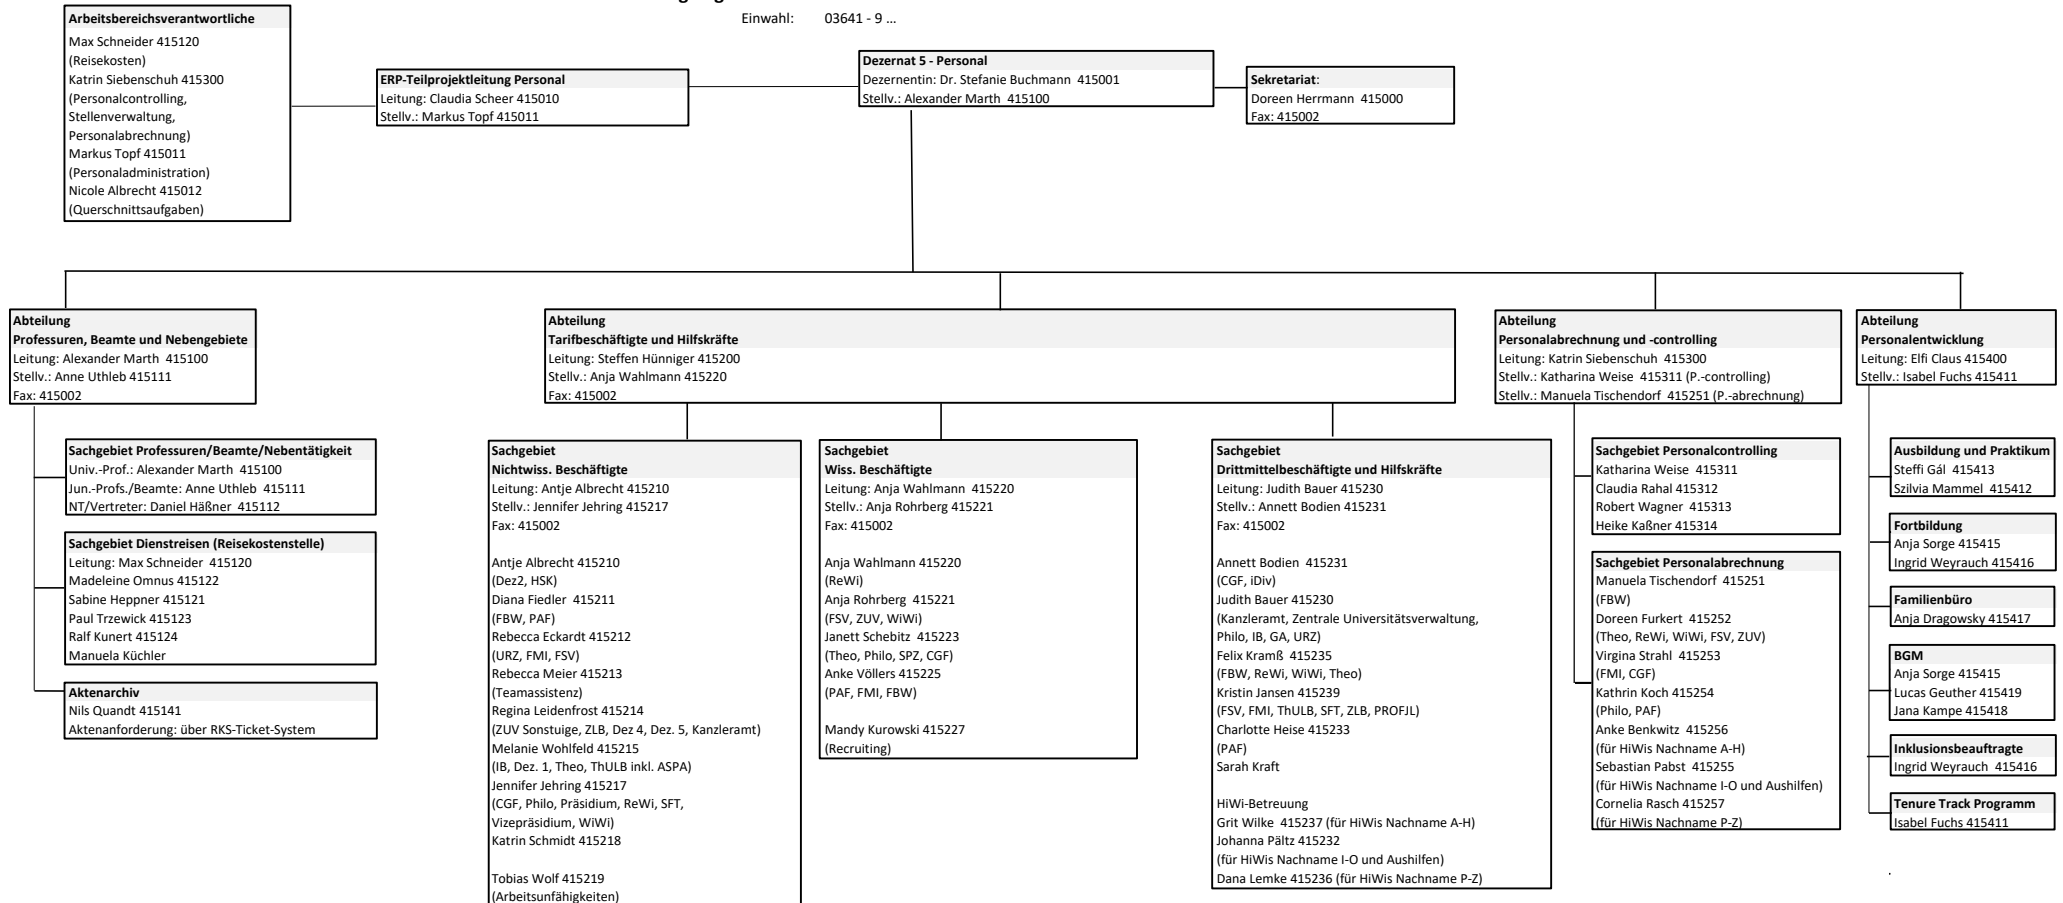 Einwahl: 03641 - 9 ...
Arbeitsbereichsverantwortliche
Max Schneider 415120
(Reisekosten)
Katrin Siebenschuh 415300
(Personalcontrolling,
Stellenverwaltung,
Personalabrechnung)
Markus Topf 415011
(Personaladministration)
Nicole Albrecht 415012
(Querschnittsaufgaben)
ERP-Teilprojektleitung Personal
Leitung: Claudia Scheer 415010
Stellv.: Markus Topf 415011
Dezernat 5 - Personal
Dezernentin: Dr. Stefanie Buchmann 415001
Stellv.: Alexander Marth 415100
Sekretariat:
Doreen Herrmann 415000
Fax: 415002
Abteilung
Professuren, Beamte und Nebengebiete
Leitung: Alexander Marth 415100
Stellv.: Anne Uthleb 415111
Fax: 415002
Sachgebiet Professuren/Beamte/Nebentätigkeit
Univ.-Prof.: Alexander Marth 415100
Jun.-Profs./Beamte: Anne Uthleb 415111
NT/Vertreter: Daniel Häßner 415112
Sachgebiet Dienstreisen (Reisekostenstelle)
Leitung: Max Schneider 415120
Madeleine Omnus 415122
Sabine Heppner 415121
Paul Trzewick 415123
Ralf Kunert 415124
Manuela Küchler
Aktenarchiv
Nils Quandt 415141
Aktenanforderung: über RKS-Ticket-System
Abteilung
Tarifbeschäftigte und Hilfskräfte
Leitung: Steffen Hünniger 415200
Stellv.: Anja Wahlmann 415220
Fax: 415002
Sachgebiet
Nichtwiss. Beschäftigte
Leitung: Antje Albrecht 415210
Stellv.: Jennifer Jehring 415217
Fax: 415002
Antje Albrecht 415210
(Dez2, HSK)
Diana Fiedler 415211
(FBW, PAF)
Rebecca Eckardt 415212
(URZ, FMI, FSV)
Rebecca Meier 415213
(Teamassistenz)
Regina Leidenfrost 415214
(ZUV Sonstuige, ZLB, Dez 4, Dez. 5, Kanzleramt)
Melanie Wohlfeld 415215
(IB, Dez. 1, Theo, ThULB inkl. ASPA)
Jennifer Jehring 415217
(CGF, Philo, Präsidium, ReWi, SFT,
Vizepräsidium, WiWi)
Katrin Schmidt 415218
Tobias Wolf 415219
(Arbeitsunfähigkeiten)
Sachgebiet
Wiss. Beschäftigte
Leitung: Anja Wahlmann 415220
Stellv.: Anja Rohrberg 415221
Fax: 415002
Anja Wahlmann 415220
(ReWi)
Anja Rohrberg 415221
(FSV, ZUV, WiWi)
Janett Schebitz 415223
(Theo, Philo, SPZ, CGF)
Anke Völlers 415225
(PAF, FMI, FBW)
Mandy Kurowski 415227
(Recruiting)
Sachgebiet
Drittmittelbeschäftigte und Hilfskräfte
Leitung: Judith Bauer 415230
Stellv.: Annett Bodien 415231
Fax: 415002
Annett Bodien 415231
(CGF, iDiv)
Judith Bauer 415230
(Kanzleramt, Zentrale Universitätsverwaltung,
Philo, IB, GA, URZ)
Felix Kramß 415235
(FBW, ReWi, WiWi, Theo)
Kristin Jansen 415239
(FSV, FMI, ThULB, SFT, ZLB, PROFJL)
Charlotte Heise 415233
(PAF)
Sarah Kraft
HiWi-Betreuung
Grit Wilke 415237 (für HiWis Nachname A-H)
Johanna Pältz 415232
(für HiWis Nachname I-O und Aushilfen)
Dana Lemke 415236 (für HiWis Nachname P-Z)
Abteilung
Personalabrechnung und -controlling
Leitung: Katrin Siebenschuh 415300
Stellv.: Katharina Weise 415311 (P.-controlling)
Stellv.: Manuela Tischendorf 415251 (P.-abrechnung)
Sachgebiet Personalcontrolling
Katharina Weise 415311
Claudia Rahal 415312
Robert Wagner 415313
Heike Kaßner 415314
Sachgebiet Personalabrechnung
Manuela Tischendorf 415251
(FBW)
Doreen Furkert 415252
(Theo, ReWi, WiWi, FSV, ZUV)
Virgina Strahl 415253
(FMI, CGF)
Kathrin Koch 415254
(Philo, PAF)
Anke Benkwitz 415256
(für HiWis Nachname A-H)
Sebastian Pabst 415255
(für HiWis Nachname I-O und Aushilfen)
Cornelia Rasch 415257
(für HiWis Nachname P-Z)
Abteilung
Personalentwicklung
Leitung: Elfi Claus 415400
Stellv.: Isabel Fuchs 415411
Ausbildung und Praktikum
Steffi Gál 415413
Szilvia Mammel 415412
Fortbildung
Anja Sorge 415415
Ingrid Weyrauch 415416
Familienbüro
Anja Dragowsky 415417
BGM
Anja Sorge 415415
Lucas Geuther 415419
Jana Kampe 415418
Inklusionsbeauftragte
Ingrid Weyrauch 415416
Tenure Track Programm
Isabel Fuchs 415411